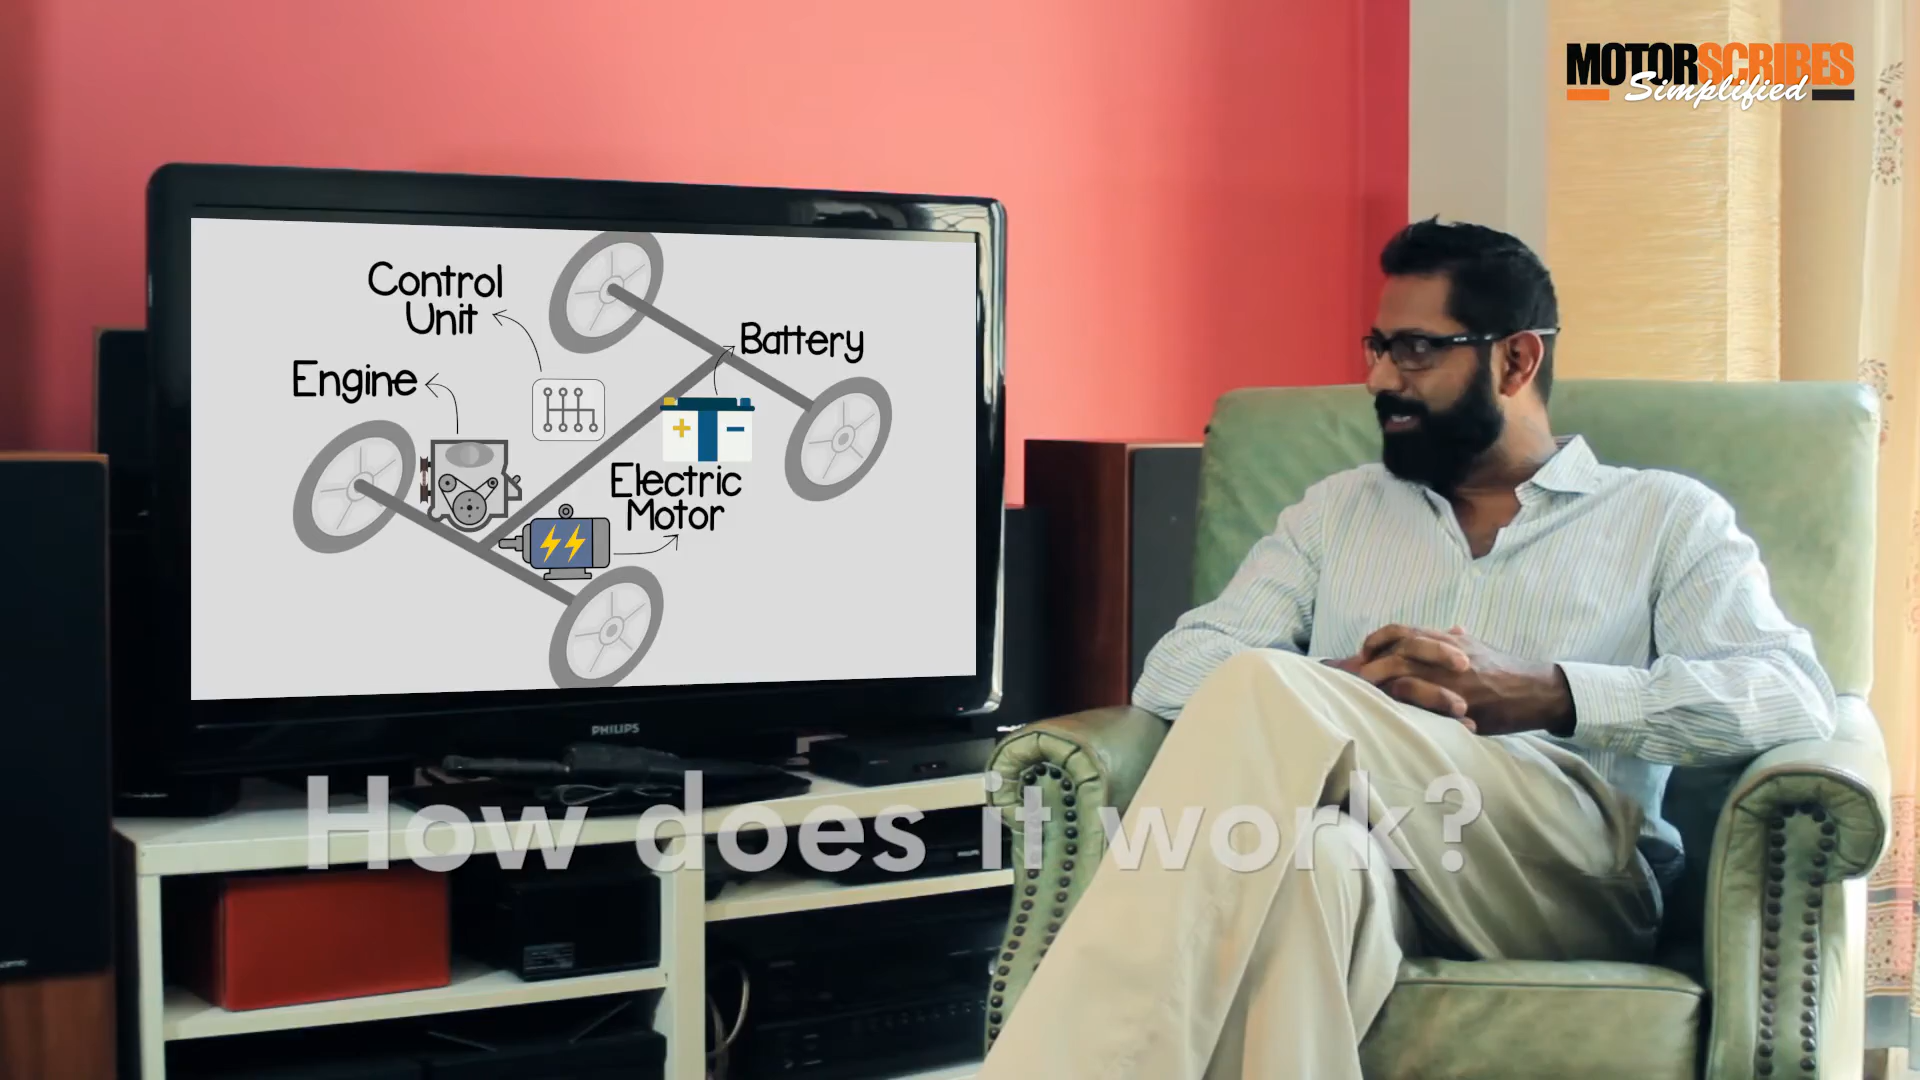 MOTORSCRIBES
Simplified
Control
Unit
Battery
Engine
+
-
Electric
Motor
PHILIPS
How does it work?